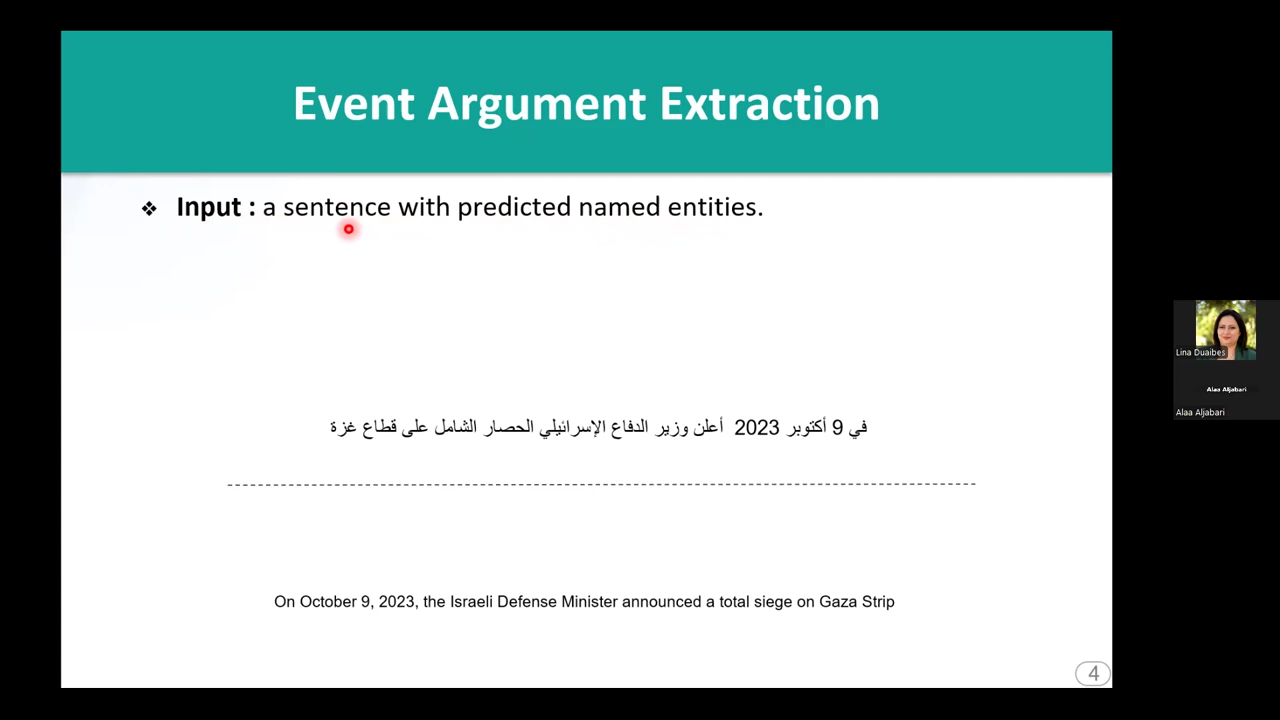 Event Argument Extraction
❖ Input : a sentence with predicted named entities.
في 9 أكتوبر 2023 أعلن وزير الدفاع الإسرائيلي الحصار الشامل على قطاع غزة
On October 9, 2023, the Israeli Defense Minister announced a total siege on Gaza Strip
4
Lina Duaibes
Alaa Aljabari
Alaa Aljabari